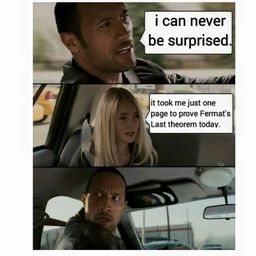 i can never
be surprised.
it took me just one
page to prove Fermat's
Last theorem today.